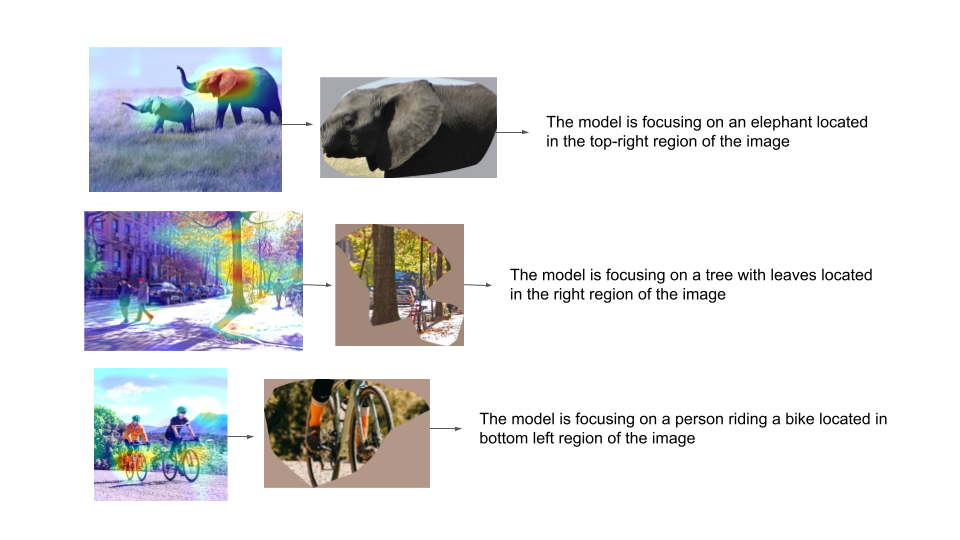 The model is focusing on an elephant located
in the top-right region of the image
The model is focusing on a tree with leaves located
in the right region of the image
The model is focusing on a person riding a bike located in
bottom left region of the image